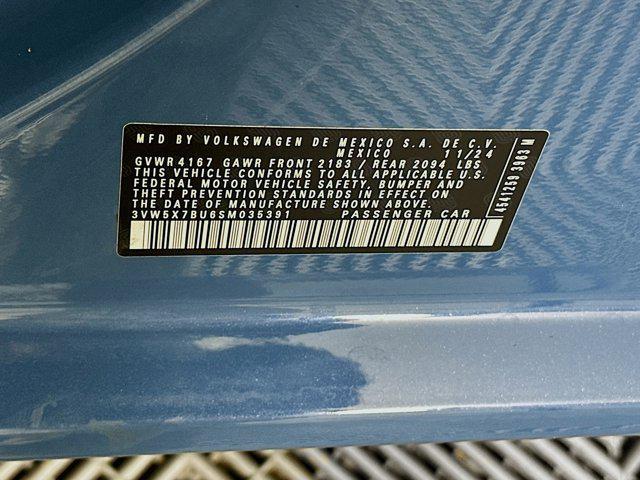 MFD BY VOLKSWAGEN DE MEXICO S.A. DE C.V.
MEXICO 11/24
GVWR 4167 GAWR FRONT 2183 / REAR 2094 LBS
THIS VEHICLE CONFORMS TO ALL APPLICABLE U.S.
FEDERAL MOTOR VEHICLE SAFETY, BUMPER AND
THEFT PREVENTION STANDARDS IN EFFECT ON
THE DATE OF MANUFACTURE SHOWN ABOVE.
3VW5X7BU6SM035391 PASSENGER CAR
4541259 3963 M